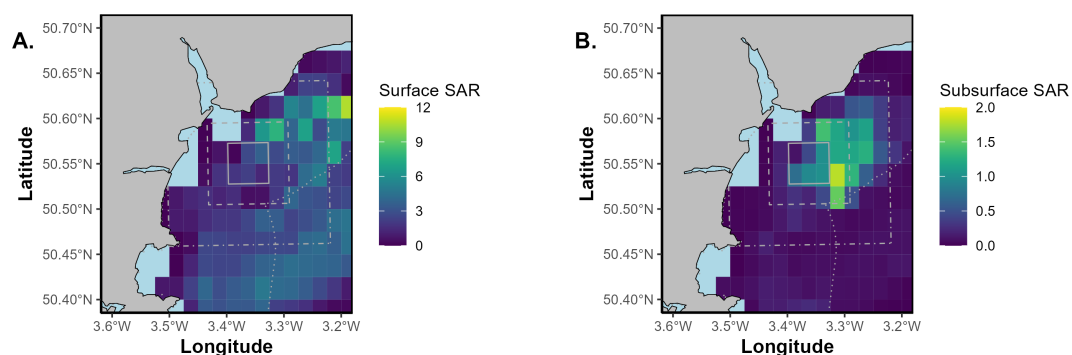 A.
50.70°N
50.65°N
50.60°N
50.55°N
50.50°N
50.45°N
50.40°N
Latitude
3.6°W 3.5°W 3.4°W 3.3°W 3.2°W
Longitude
Surface SAR
12
9
6
3
0
B.
50.70°N
50.65°N
50.60°N
50.55°N
50.50°N
50.45°N
50.40°N
Latitude
3.6°W 3.5°W 3.4°W 3.3°W 3.2°W
Longitude
Subsurface SAR
2.0
1.5
1.0
0.5
0.0